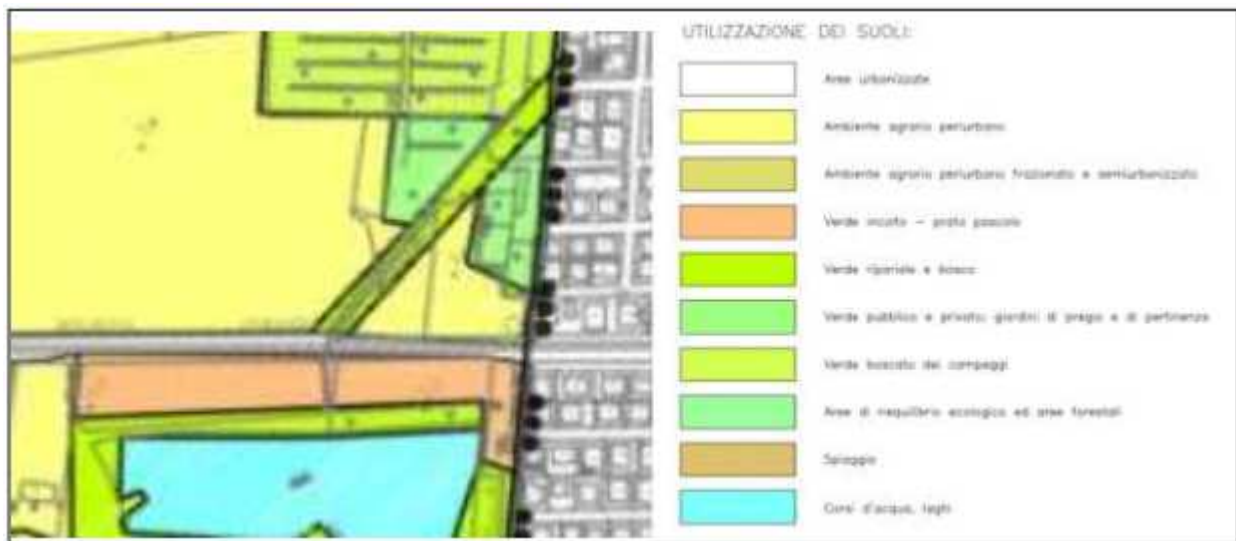 UTILIZZAZIONE DEI SUOLI:
Aree urbanizzate
Ambiente agrario periurbano
Ambiente agrario periurbano frazionato e semiurbanizzato
Verde incolto - prato pascolo
Verde ripariale e bosco
Verde pubblico e privato: giardini di pregio e di pertinenza
Verde boscato dei campeggi
Aree di riequilibrio ecologico ed aree forestali
Spiaggia
Corsi d'acqua, laghi